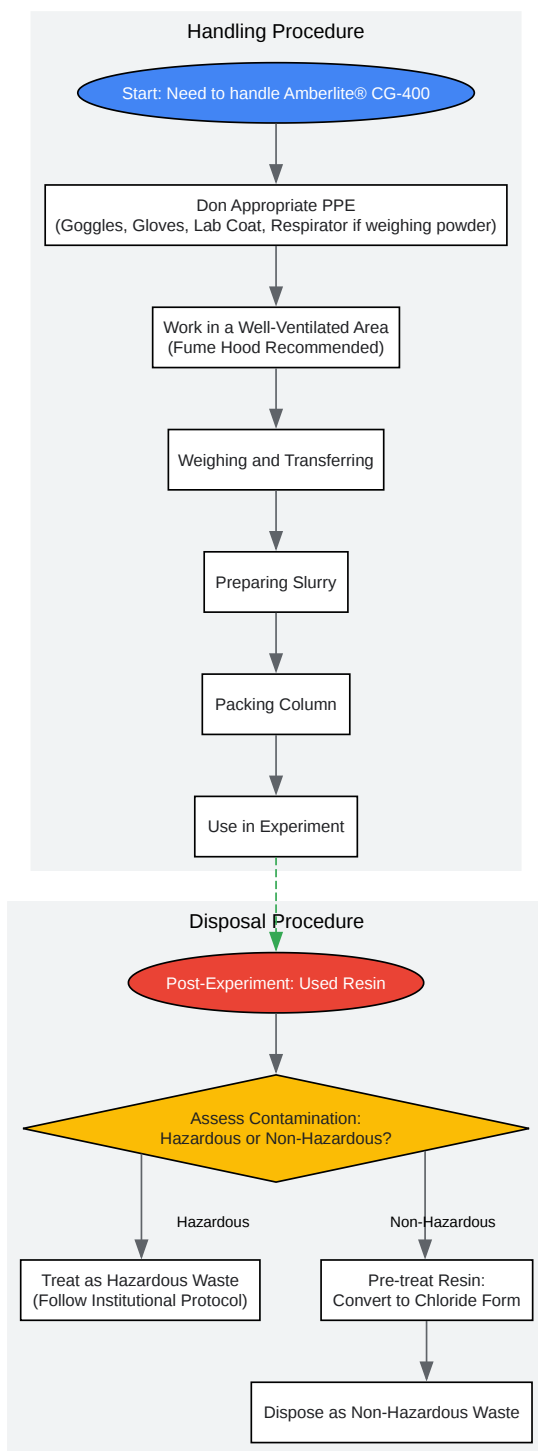 Handling Procedure
Start: Need to handle Amberlite® CG-400
Don Appropriate PPE
(Goggles, Gloves, Lab Coat, Respirator if weighing powder)
Work in a Well-Ventilated Area
(Fume Hood Recommended)
Weighing and Transferring
Preparing Slurry
Packing Column
Use in Experiment
Disposal Procedure
Post-Experiment: Used Resin
Assess Contamination:
Hazardous or Non-Hazardous?
Hazardous
Non-Hazardous
Treat as Hazardous Waste
(Follow Institutional Protocol)
Pre-treat Resin:
Convert to Chloride Form
Dispose as Non-Hazardous Waste